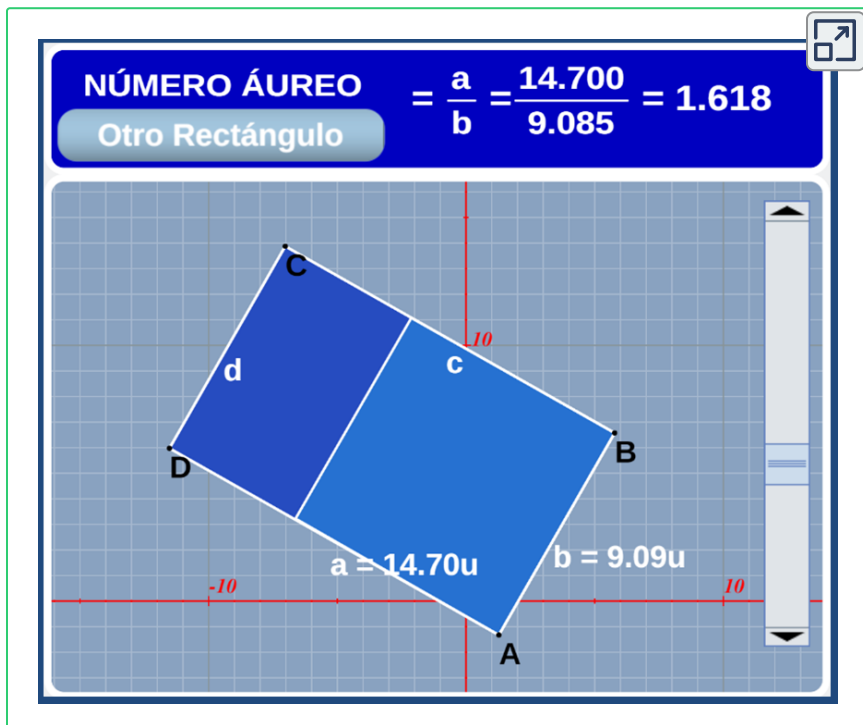 NÚMERO ÁUREO = a/b = 14.700/9.085 = 1.618
Otro Rectángulo
C
10
c
d
B
D
a = 14.70u
b = 9.09u
-10
10
A